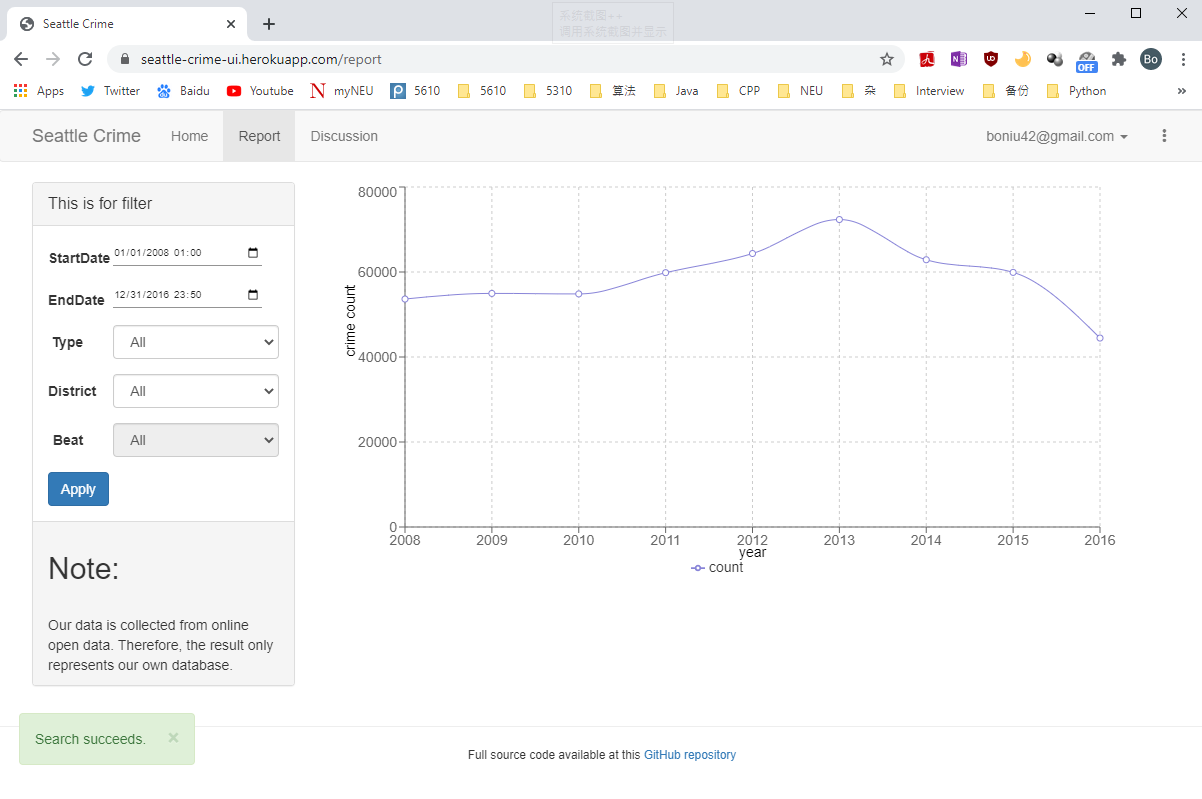 Seattle Crime
系统截图++
调用系统截图并显示
seattle-crime-ui.herokuapp.com/report
UD
OFF
Bo
Apps Twitter Baidu Youtube N myNEU P 5610 5610 5310 算法 Java CPP NEU 杂 Interview 备份 Python »
Seattle Crime Home Report Discussion boniu42@gmail.com
This is for filter
StartDate 01/01/2008 01:00
EndDate 12/31/2016 23:50
Type All
District All
Beat All
Apply
Note:
Our data is collected from online
open data. Therefore, the result only
represents our own database.
80000
60000
40000
20000
0
crime count
2008 2009 2010 2011 2012 2013 2014 2015 2016
year
count
Search succeeds. ×
Full source code available at this GitHub repository